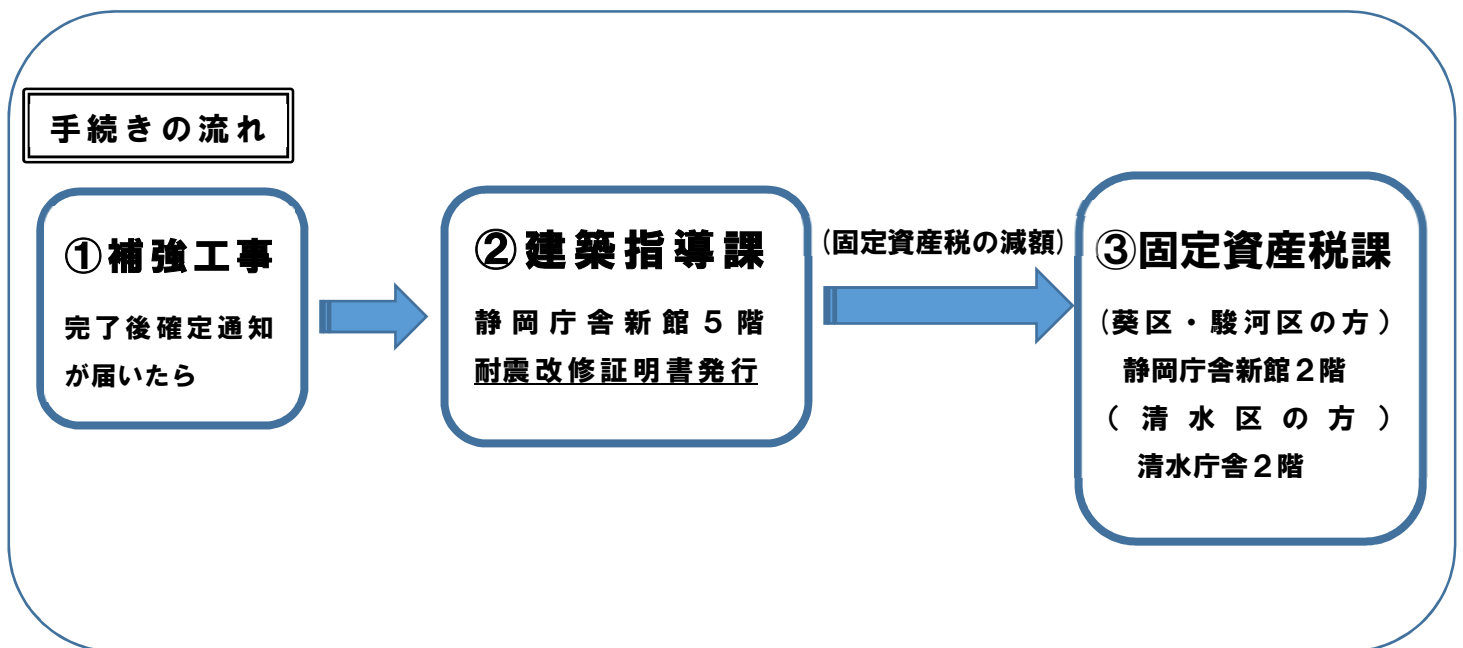 手続きの流れ
①補強工事
完了後確定通知
が届いたら
②建築指導課
静岡庁舎新館5階
耐震改修証明書発行
(固定資産税の減額)
③固定資産税課
(葵区・駿河区の方)
静岡庁舎新館2階
(清水区の方)
清水庁舎2階